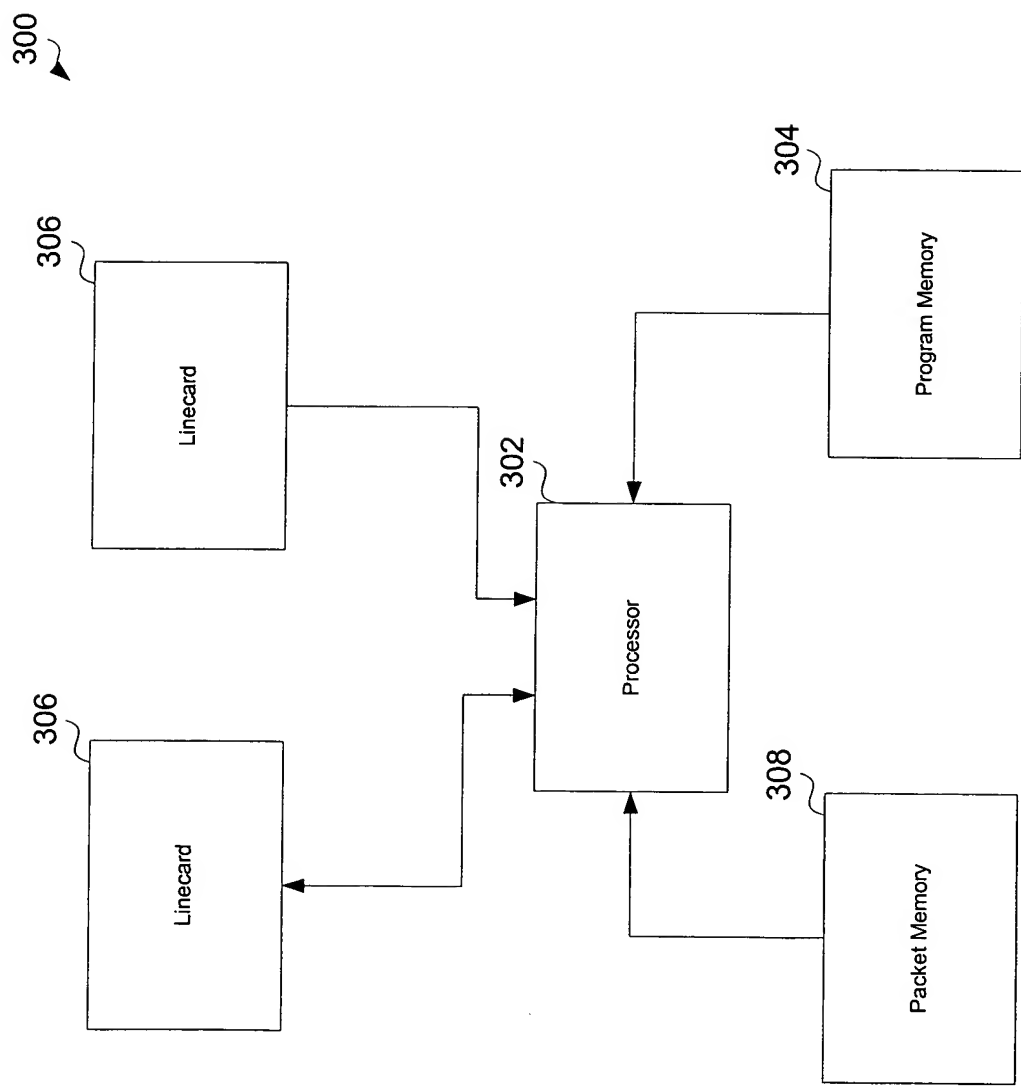 300
306
Linecard
306
Linecard
302
Processor
304
Program Memory
308
Packet Memory